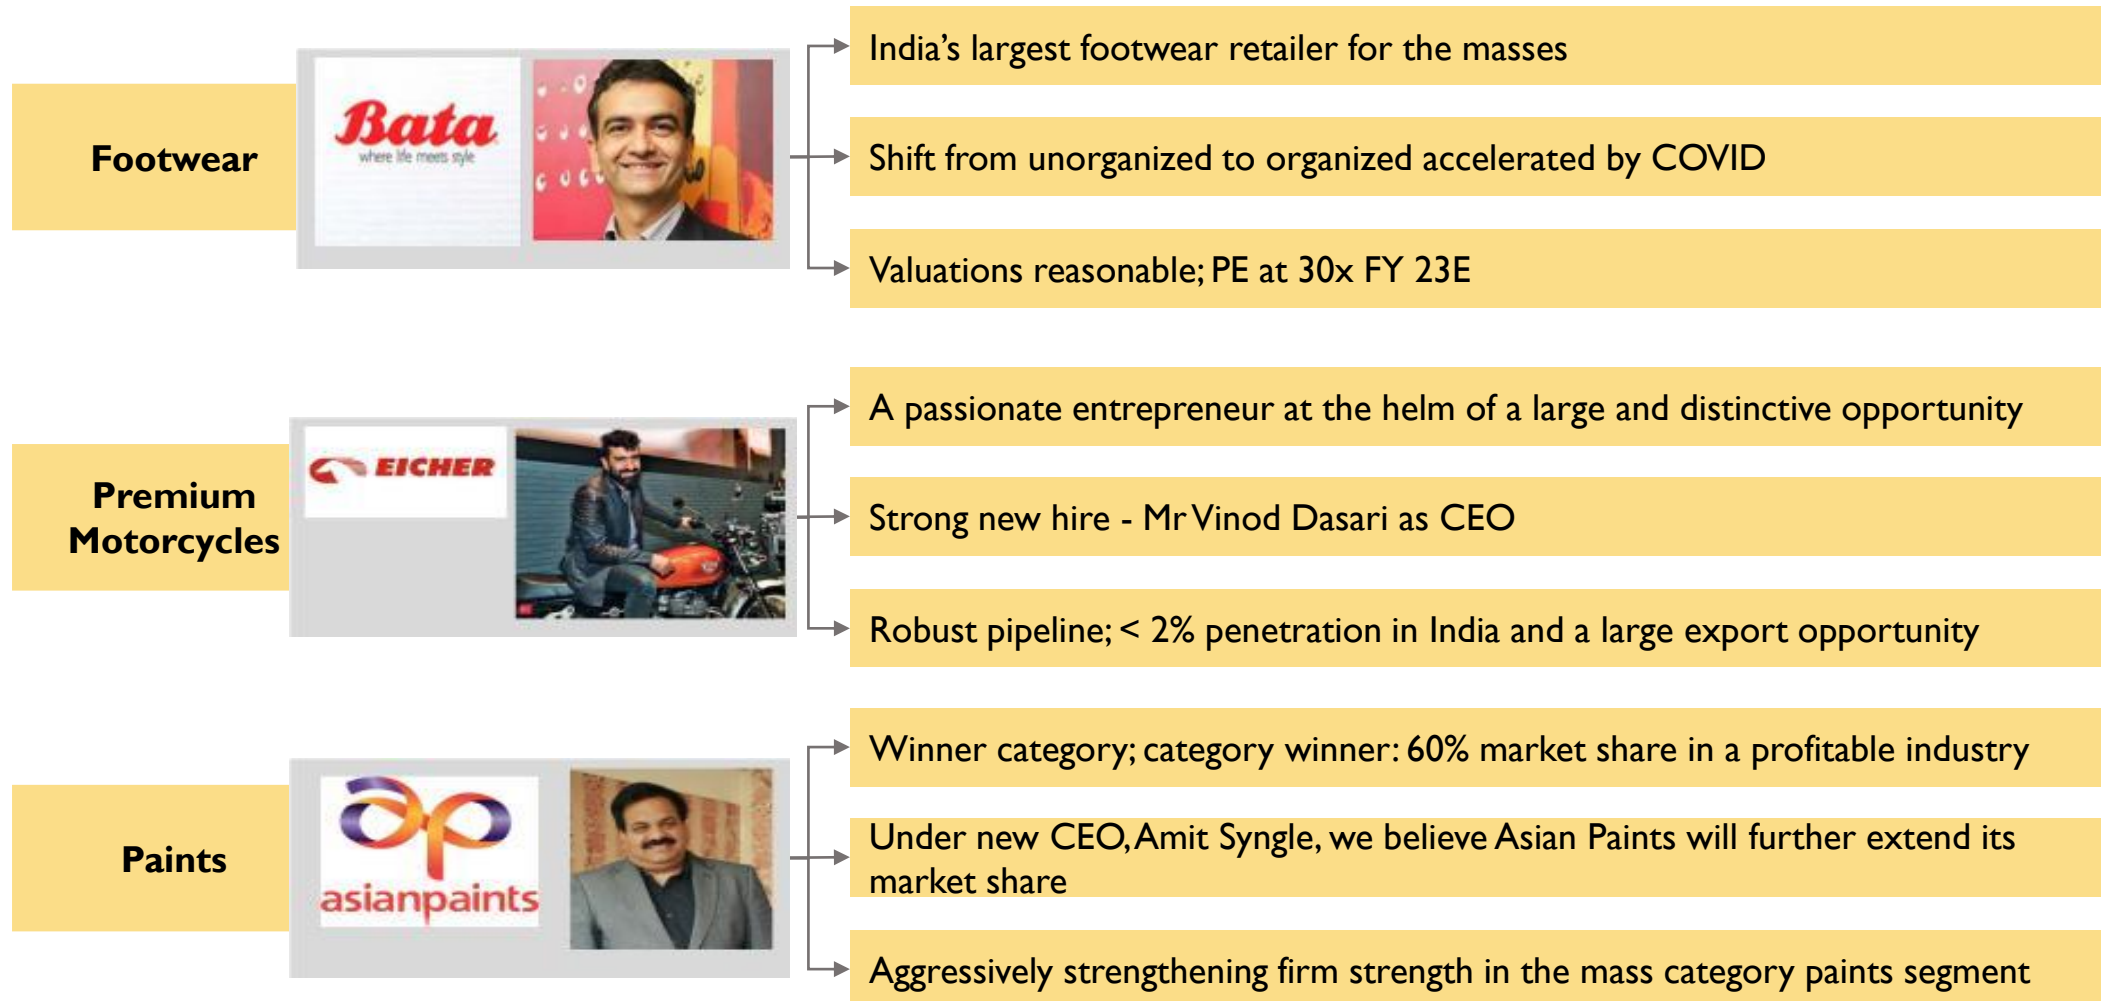 Footwear
Bata
where life meets style
India’s largest footwear retailer for the masses
Shift from unorganized to organized accelerated by COVID
Valuations reasonable; PE at 30x FY 23E
Premium
Motorcycles
EICHER
A passionate entrepreneur at the helm of a large and distinctive opportunity
Strong new hire - Mr Vinod Dasari as CEO
Robust pipeline; < 2% penetration in India and a large export opportunity
Paints
ap
asianpaints
Winner category; category winner: 60% market share in a profitable industry
Under new CEO, Amit Syngle, we believe Asian Paints will further extend its
market share
Aggressively strengthening firm strength in the mass category paints segment